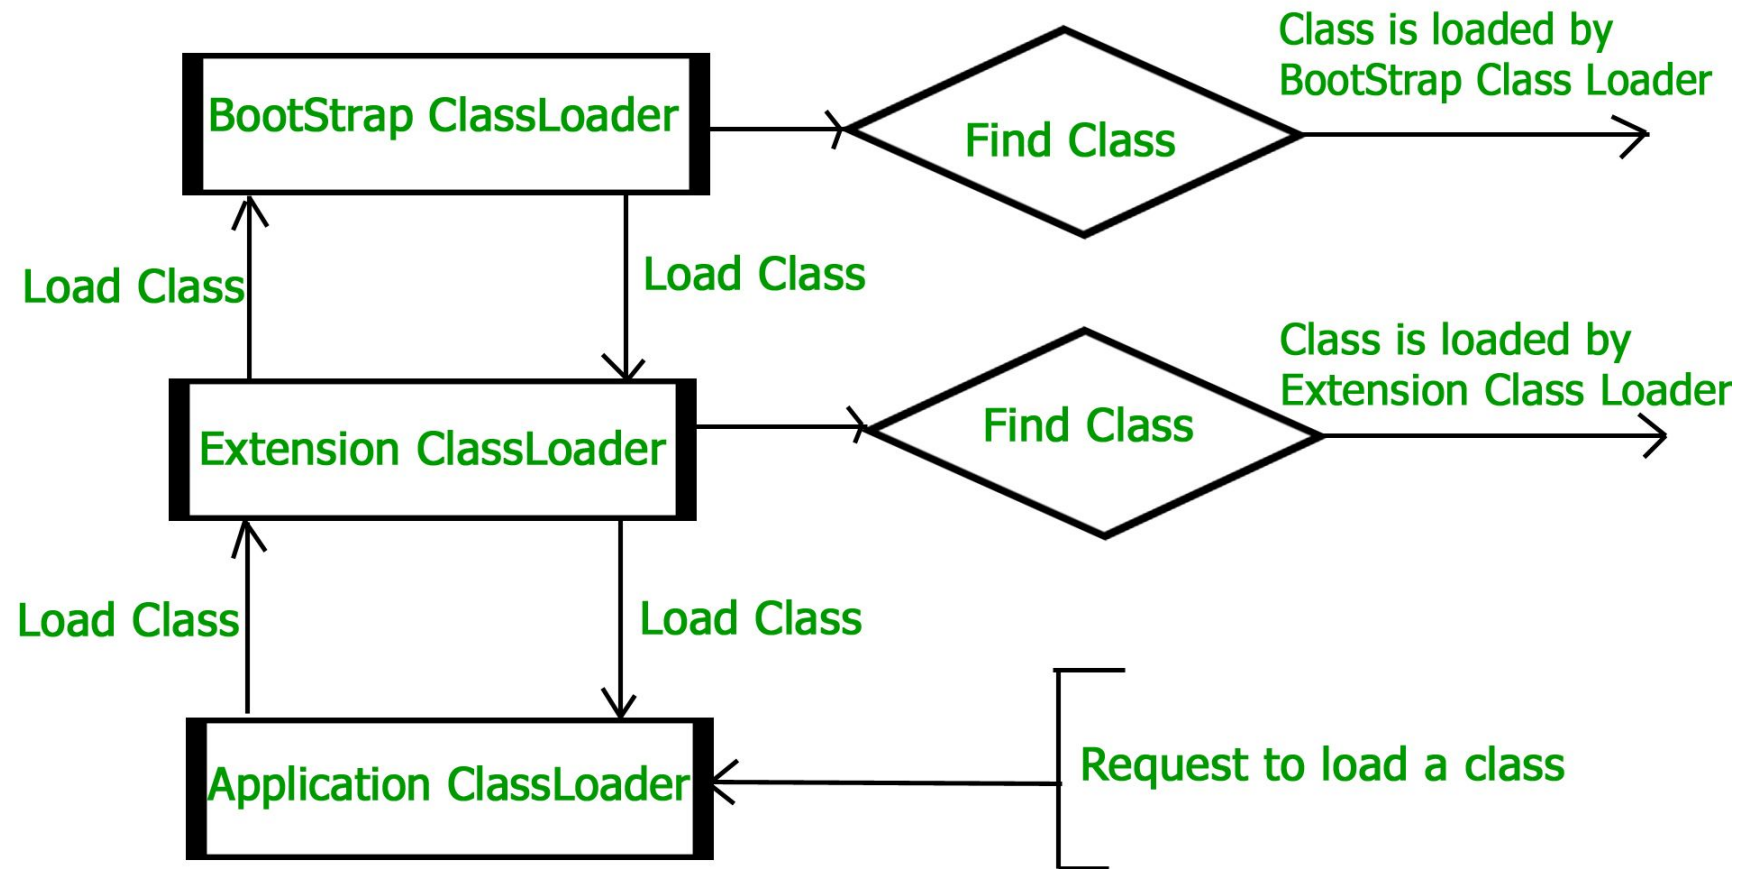 Class is loaded by
BootStrap Class Loader
BootStrap ClassLoader
Find Class
Load Class
Load Class
Class is loaded by
Extension Class Loader
Extension ClassLoader
Find Class
Load Class
Load Class
Application ClassLoader
Request to load a class